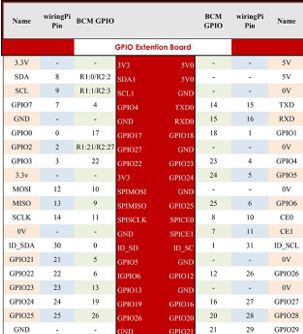 Name wiringPi Pin BCM GPIO BCM GPIO wiringPi Pin Name
GPIO Extention Board
3.3V - - 3V3 5V0 - - 5V
SDA 8 R1:0/R2:2 SDA1 5V0 - - 5V
SCL 9 R1:1/R2:3 SCL1 GND - - 0V
GPIO7 7 4 GPIO4 TXD0 14 15 TXD
GND - - GND RXD0 15 16 RXD
GPIO0 0 17 GPIO17 GPIO18 18 1 GPIO1
GPIO2 2 R1:21/R2:27 GPIO27 GND - - 0V
GPIO3 3 22 GPIO22 GPIO23 23 4 GPIO4
3.3v - - 3V3 GPIO24 24 5 GPIO5
MOSI 12 10 SPIMOSI GND - - 0V
MISO 13 9 SPIMISO GPIO25 25 6 GPIO6
SCLK 14 11 SPISCLK SPICE0 8 10 CE0
0V - - GND SPICE1 7 11 CE1
ID_SDA 30 0 ID_SD ID_SC 1 31 ID_SCL
GPIO21 21 5 GPIO5 GND - - 0V
GPIO22 22 6 IGPIO6 GPIO12 12 26 GPIO26
GPIO23 23 13 GPIO13 GND - - 0V
GPIO24 24 19 GPIO19 GPIO16 16 27 GPIO27
GPIO25 25 26 GPIO26 GPIO20 20 28 GPIO28
GND - - GND GPIO21 21 29 GPIO29